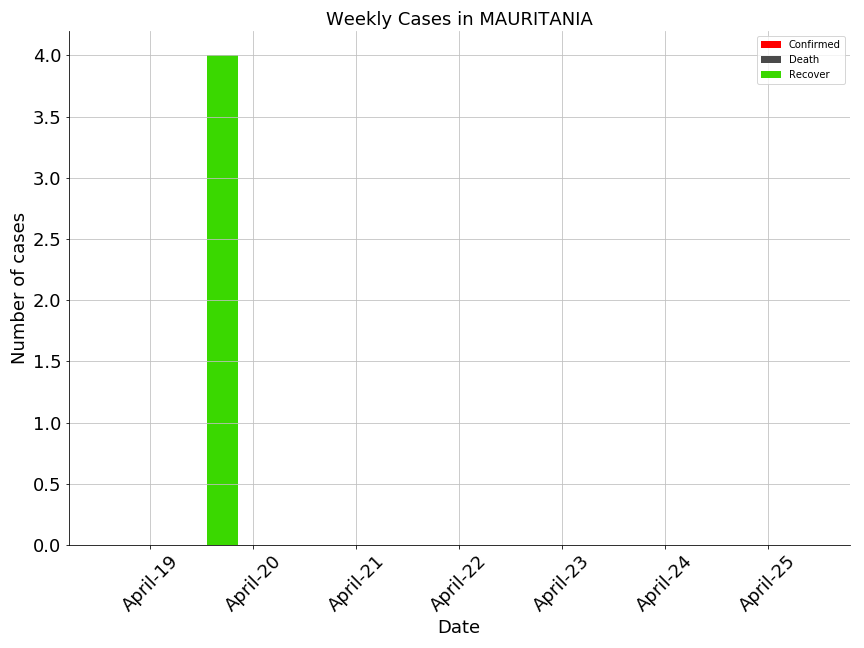 Weekly Cases in MAURITANIA
Confirmed
Death
Recover
Number of cases
4.0
3.5
3.0
2.5
2.0
1.5
1.0
0.5
0.0
April-19
April-20
April-21
April-22
April-23
April-24
April-25
Date